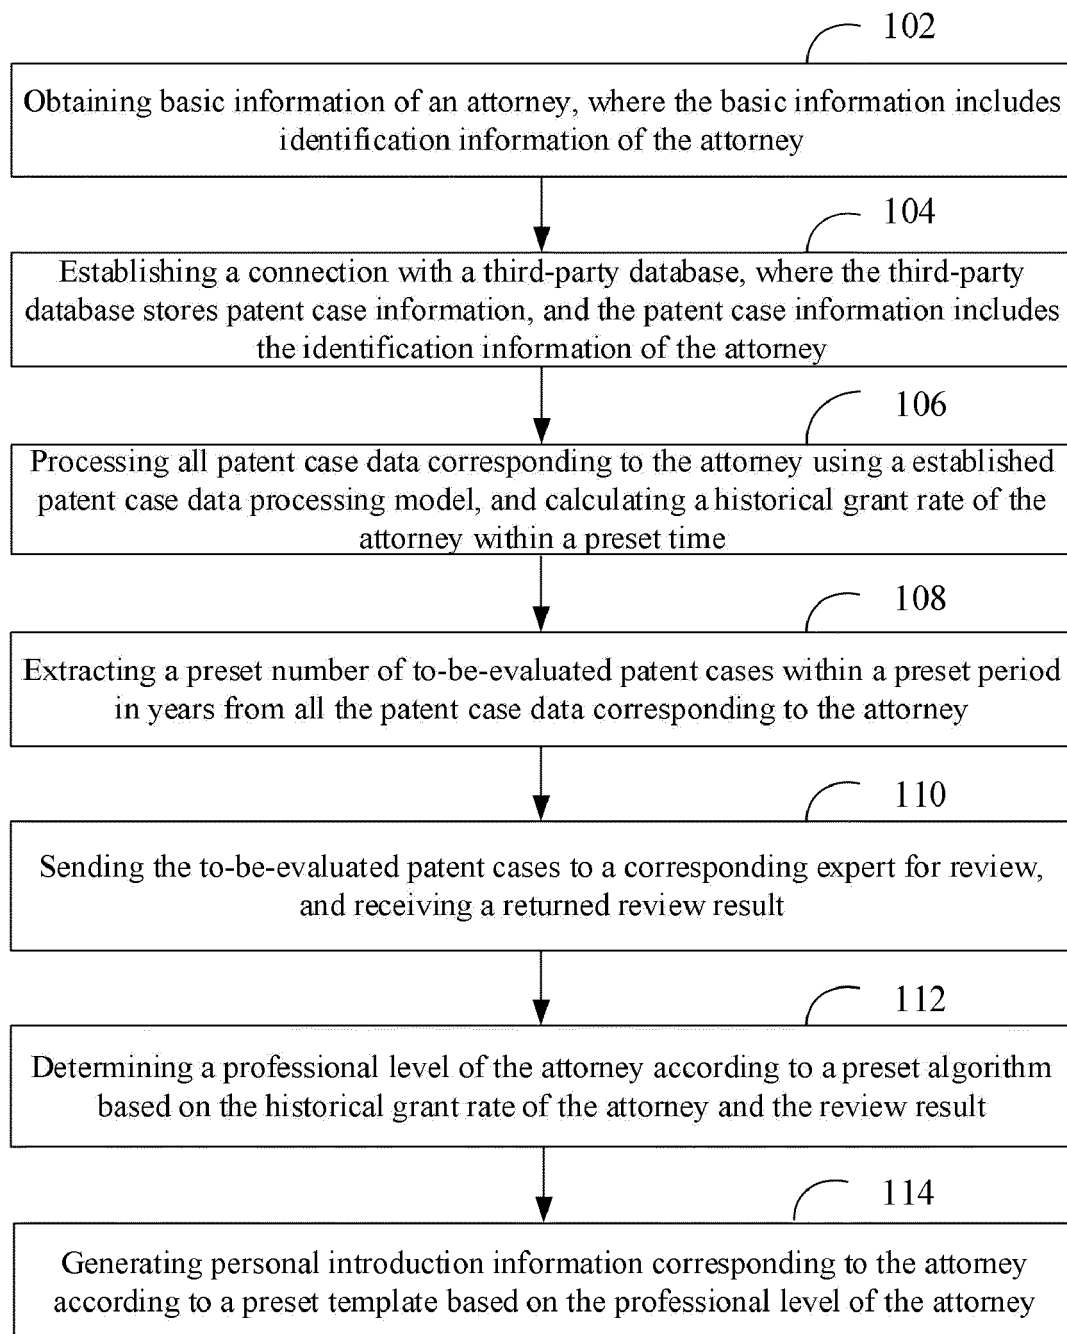 102
Obtaining basic information of an attorney, where the basic information includes
identification information of the attorney
104
Establishing a connection with a third-party database, where the third-party
database stores patent case information, and the patent case information includes
the identification information of the attorney
106
Processing all patent case data corresponding to the attorney using a established
patent case data processing model, and calculating a historical grant rate of the
attorney within a preset time
108
Extracting a preset number of to-be-evaluated patent cases within a preset period
in years from all the patent case data corresponding to the attorney
110
Sending the to-be-evaluated patent cases to a corresponding expert for review,
and receiving a returned review result
112
Determining a professional level of the attorney according to a preset algorithm
based on the historical grant rate of the attorney and the review result
114
Generating personal introduction information corresponding to the attorney
according to a preset template based on the professional level of the attorney